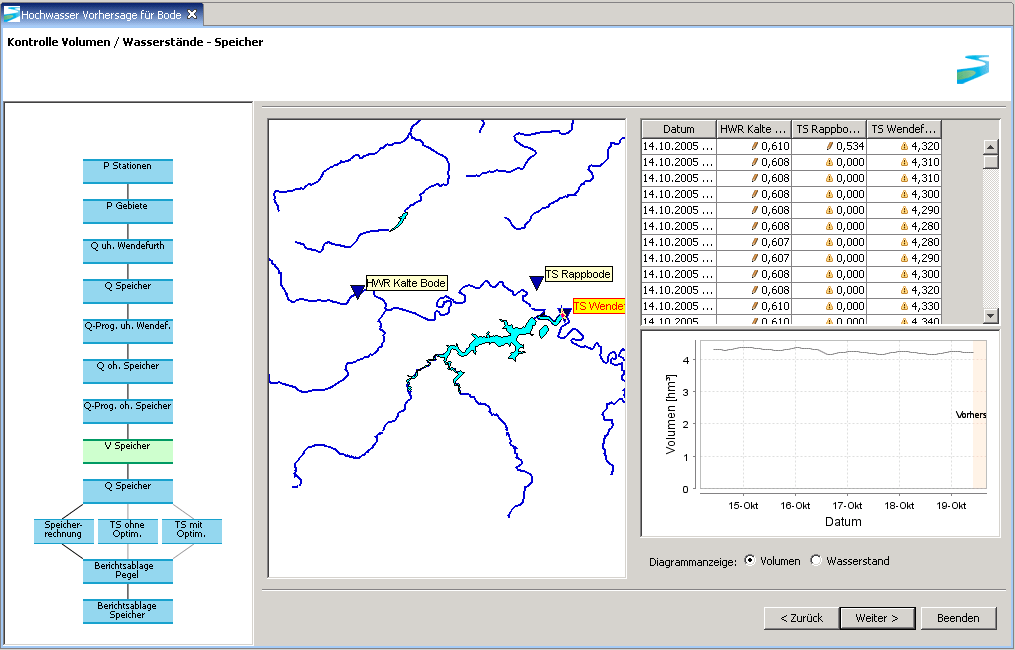 Hochwasser Vorhersage für Bode
Kontrolle Volumen / Wasserstände - Speicher
P Stationen
P Gebiete
Q uh. Wendefurth
Q Speicher
Q-Prog. uh. Wendef.
Q oh. Speicher
Q-Prog. oh. Speicher
V Speicher
Q Speicher
Speicher-
rechnung
TS ohne
Optim.
TS mit
Optim.
Berichtsablage
Pegel
Berichtsablage
Speicher
HWR Kalte Bode
TS Rappbode
TS Wendef
Datum HWR Kalte ... TS Rappbo... TS Wendef...
14.10.2005 ... 0,610 0,534 4,320
14.10.2005 ... 0,608 0,000 4,310
14.10.2005 ... 0,608 0,000 4,310
14.10.2005 ... 0,608 0,000 4,300
14.10.2005 ... 0,608 0,000 4,290
14.10.2005 ... 0,608 0,000 4,280
14.10.2005 ... 0,607 0,000 4,280
14.10.2005 ... 0,607 0,000 4,290
14.10.2005 ... 0,608 0,000 4,300
14.10.2005 ... 0,608 0,000 4,320
14.10.2005 ... 0,610 0,000 4,330
14.10.2005 0,610 0,000 4,340
Volumen [hm³]
4
3
2
1
0
Vorhers
15-Okt 16-Okt 17-Okt 18-Okt 19-Okt
Datum
Diagrammanzeige: Volumen Wasserstand
< Zurück Weiter > Beenden